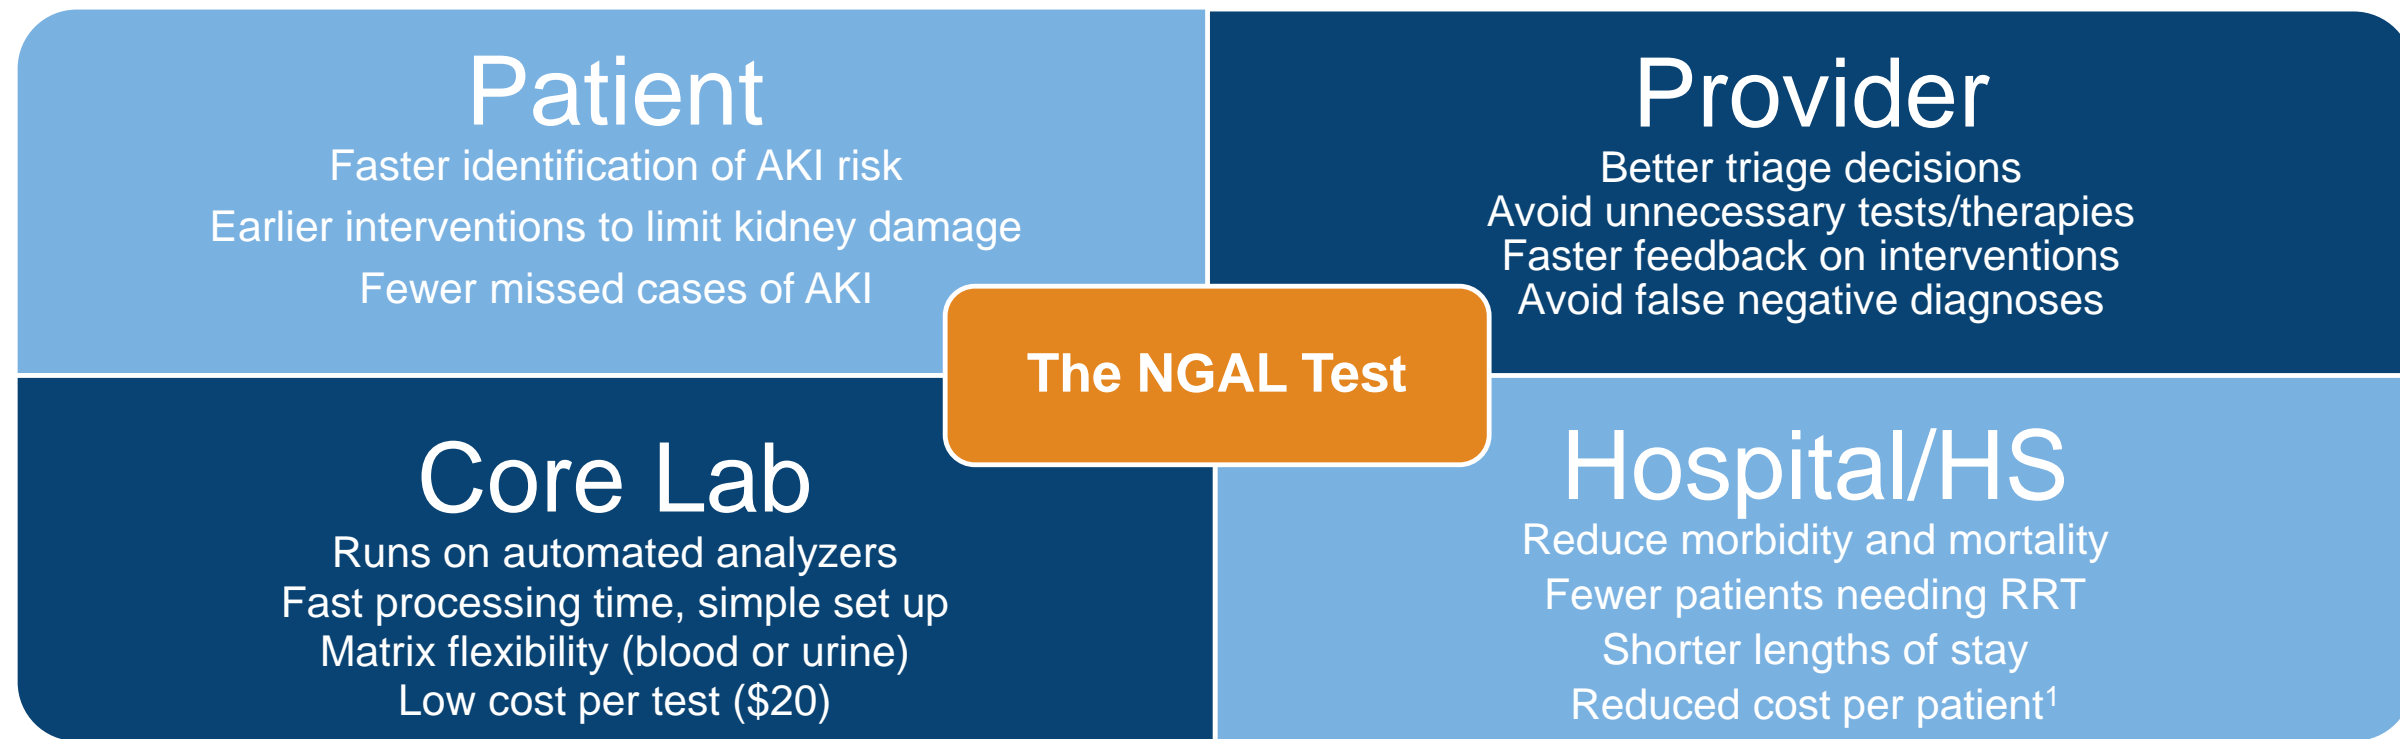 Patient
Faster identification of AKI risk
Earlier interventions to limit kidney damage
Fewer missed cases of AKI
Provider
Better triage decisions
Avoid unnecessary tests/therapies
Faster feedback on interventions
Avoid false negative diagnoses
The NGAL Test
Core Lab
Runs on automated analyzers
Fast processing time, simple set up
Matrix flexibility (blood or urine)
Low cost per test ($20)
Hospital/HS
Reduce morbidity and mortality
Fewer patients needing RRT
Shorter lengths of stay
Reduced cost per patient¹